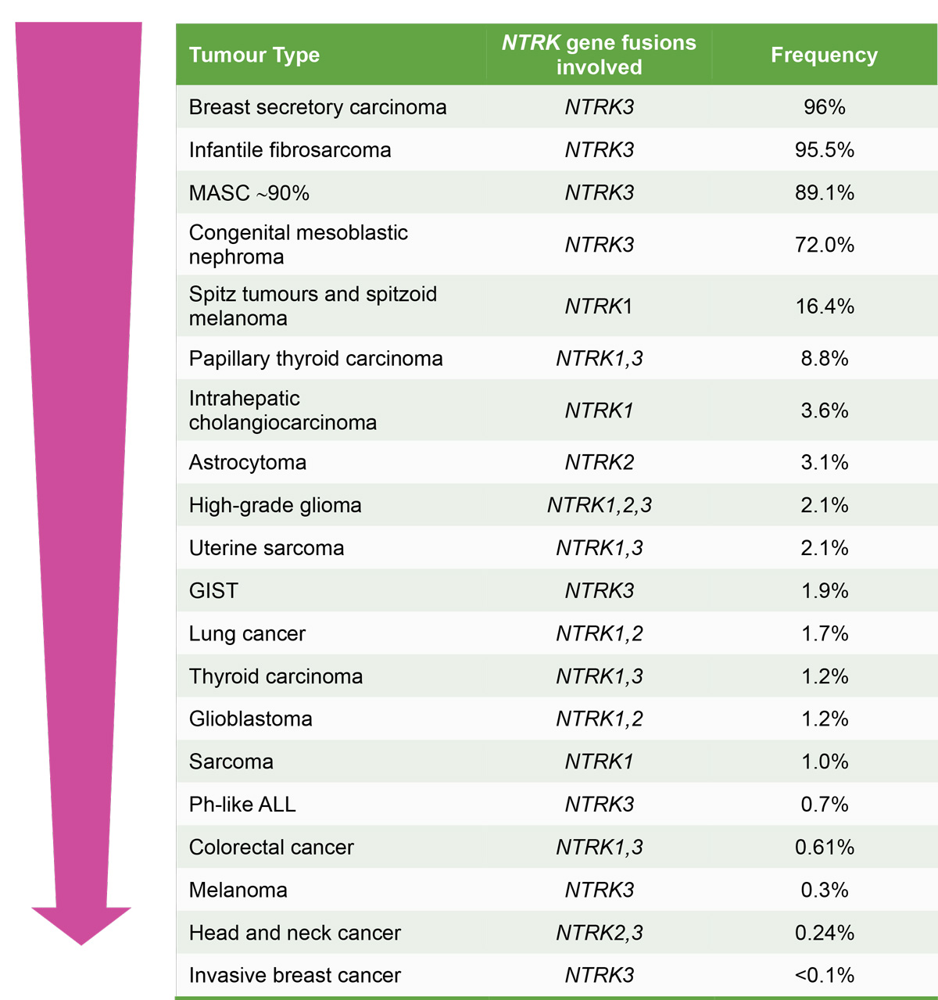 Tumour Type NTRK gene fusions involved Frequency
Breast secretory carcinoma NTRK3 96%
Infantile fibrosarcoma NTRK3 95.5%
MASC ~90% NTRK3 89.1%
Congenital mesoblastic
nephroma NTRK3 72.0%
Spitz tumours and spitzoid
melanoma NTRK1 16.4%
Papillary thyroid carcinoma NTRK1,3 8.8%
Intrahepatic
cholangiocarcinoma NTRK1 3.6%
Astrocytoma NTRK2 3.1%
High-grade glioma NTRK1,2,3 2.1%
Uterine sarcoma NTRK1,3 2.1%
GIST NTRK3 1.9%
Lung cancer NTRK1,2 1.7%
Thyroid carcinoma NTRK1,3 1.2%
Glioblastoma NTRK1,2 1.2%
Sarcoma NTRK1 1.0%
Ph-like ALL NTRK3 0.7%
Colorectal cancer NTRK1,3 0.61%
Melanoma NTRK3 0.3%
Head and neck cancer NTRK2,3 0.24%
Invasive breast cancer NTRK3 <0.1%